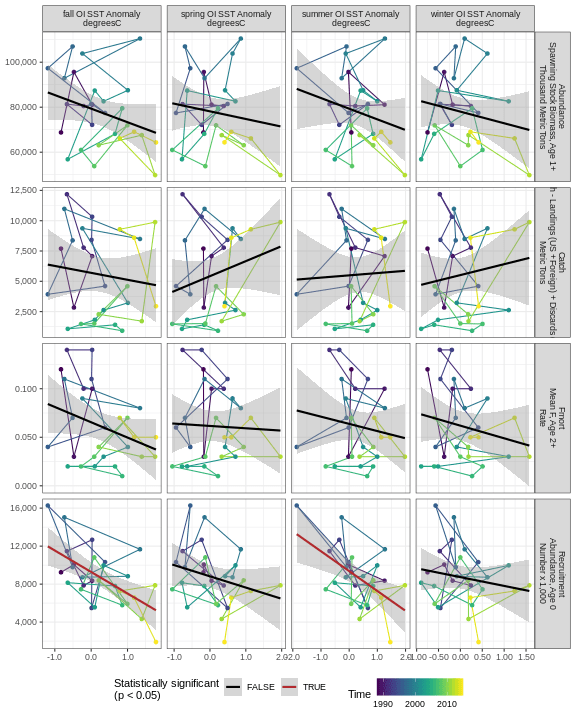 fall OI SST Anomaly
degreesC
spring OI SST Anomaly
degreesC
summer OI SST Anomaly
degreesC
winter OI SST Anomaly
degreesC
100,000
80,000
60,000
Abundance
Spawning Stock Biomass, Age 1+
Thousand Metric Tons
12,500
10,000
7,500
5,000
2,500
Catch
h - Landings (US +Foreign) + Discards
Metric Tons
0.100
0.050
0.000
Fmort
Mean F, Age 2+
Rate
16,000
12,000
8,000
4,000
Recruitment
Abundance, Age 0
Number x 1,000
-1.0 0.0 1.0
-1.0 0.0 1.0 2.0
-1.0 0.0 1.0
-0.50 0.00 0.50 1.00 1.50
Statistically significant
(p < 0.05)
FALSE
TRUE
Time
1990 2000 2010